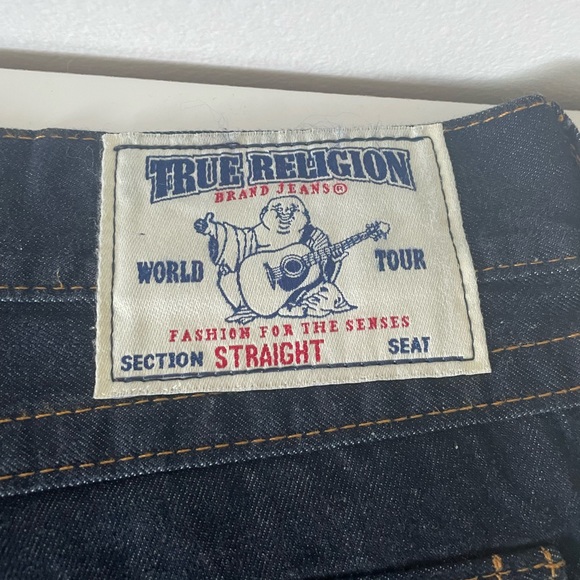 TRUE RELIGION
BRAND JEANS®
WORLD TOUR
FASHION FOR THE SENSES
SECTION STRAIGHT SEAT